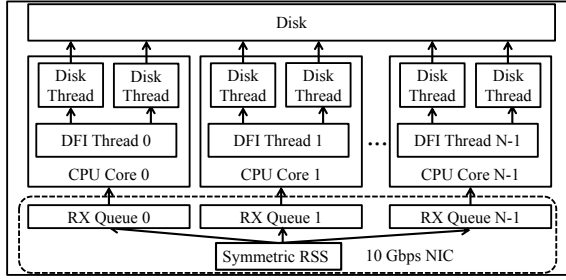 Disk
Disk Thread
Disk Thread
Disk Thread
Disk Thread
Disk Thread
Disk Thread
DFI Thread 0
DFI Thread 1
...
DFI Thread N-1
CPU Core 0
CPU Core 1
CPU Core N-1
RX Queue 0
RX Queue 1
RX Queue N-1
Symmetric RSS
10 Gbps NIC